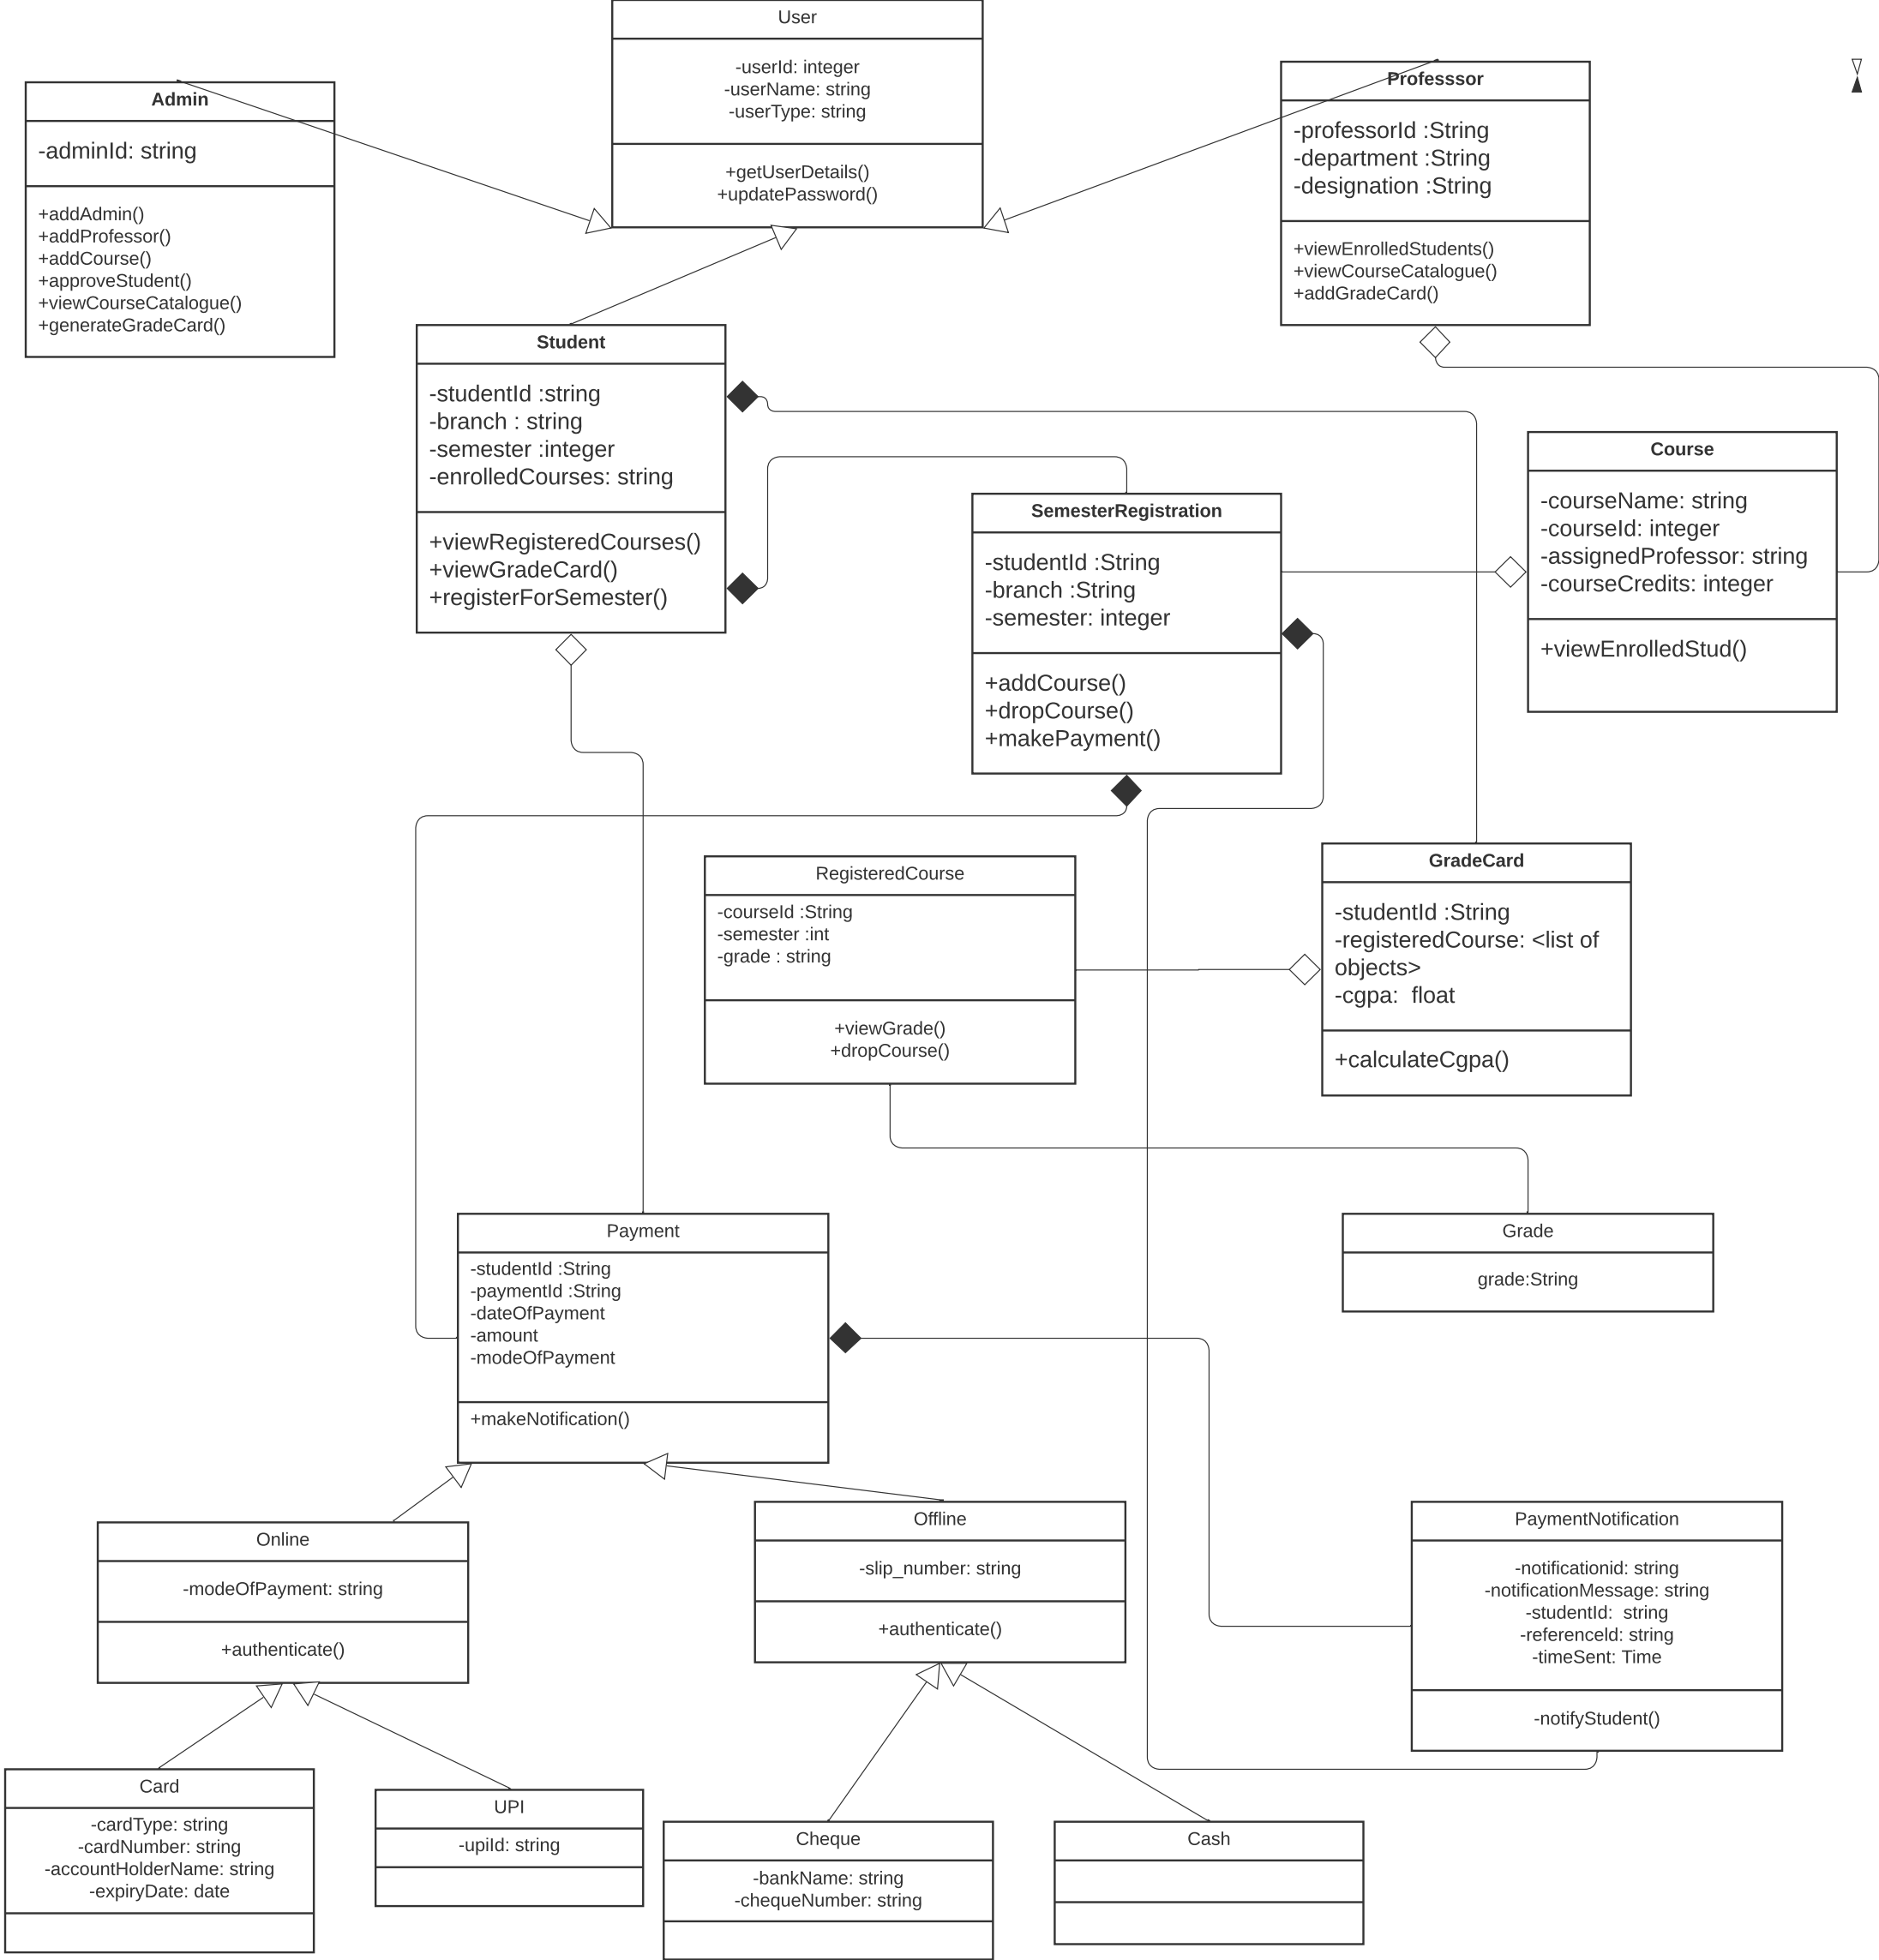 User
-userId: integer
-userName: string
-userType: string
+getUserDetails()
+updatePassword()
Admin
-adminId: string
+addAdmin()
+addProfessor()
+addCourse()
+approveStudent()
+viewCourseCatalogue()
+generateGradeCard()
Professsor
-professorId :String
-department :String
-designation :String
+viewEnrolledStudents()
+viewCourseCatalogue()
+addGradeCard()
Student
-studentId :string
-branch : string
-semester :integer
-enrolledCourses: string
+viewRegisteredCourses()
+viewGradeCard()
+registerForSemester()
SemesterRegistration
-studentId :String
-branch :String
-semester: integer
+addCourse()
+dropCourse()
+makePayment()
Course
-courseName: string
-courseId: integer
-assignedProfessor: string
-courseCredits: integer
+viewEnrolledStud()
RegisteredCourse
-courseId :String
-semester :int
-grade : string
+viewGrade()
+dropCourse()
GradeCard
-studentId :String
-registeredCourse: <list of
objects>
-cgpa:  float
+calculateCgpa()
Payment
-studentId :String
-paymentId :String
-dateOfPayment
-amount
-modeOfPayment
+makeNotification()
Grade
grade:String
Online
-modeOfPayment: string
+authenticate()
Offline
-slip_number: string
+authenticate()
PaymentNotification
-notificationid: string
-notificationMessage: string
-studentId:  string
-referenceId: string
-timeSent: Time
-notifyStudent()
Card
-cardType: string
-cardNumber: string
-accountHolderName: string
-expiryDate: date
UPI
-upiId: string
Cheque
-bankName: string
-chequeNumber: string
Cash